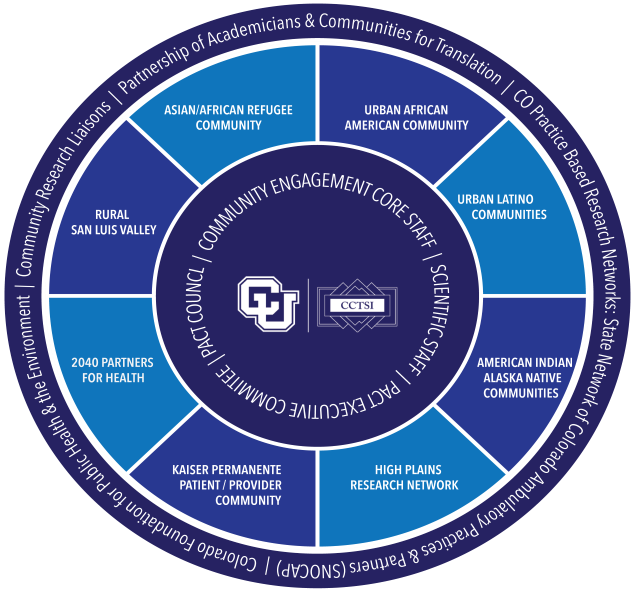 Community Research Liaisons | Partnership of Academicians & Communities for Translation | CO Practice Based Research Networks: State Network of Colorado Ambulatory Practices & Partners (SNOCAP) | Colorado Foundation for Public Health & the Environment |
ASIAN/AFRICAN REFUGEE
COMMUNITY
URBAN AFRICAN
AMERICAN COMMUNITY
URBAN LATINO
COMMUNITIES
AMERICAN INDIAN
ALASKA NATIVE
COMMUNITIES
HIGH PLAINS
RESEARCH NETWORK
KAISER PERMANENTE
PATIENT / PROVIDER
COMMUNITY
2040 PARTNERS
FOR HEALTH
RURAL
SAN LUIS VALLEY
PACT COUNCL | COMMUNITY ENGAGEMENT CORE STAFF | SCIENTIFIC STAFF | PACT EXECUTIVE COMMITEE |
CU
CCTSI